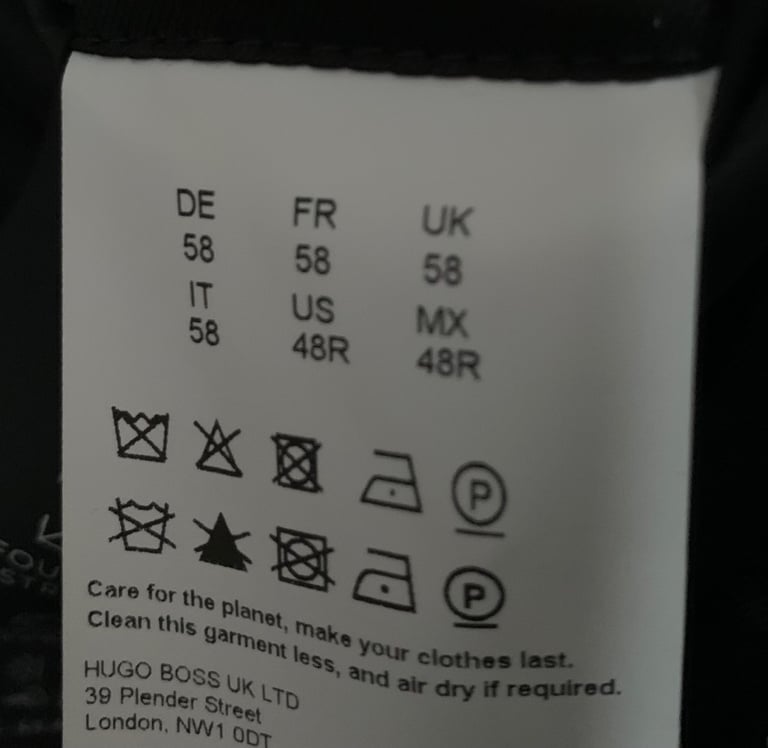 DE FR UK
58 58 58
IT US MX
58 48R 48R
P
P
Care for the planet, make your clothes last.
Clean this garment less, and air dry if required.
HUGO BOSS UK LTD
39 Plender Street
London, NW1 0DT